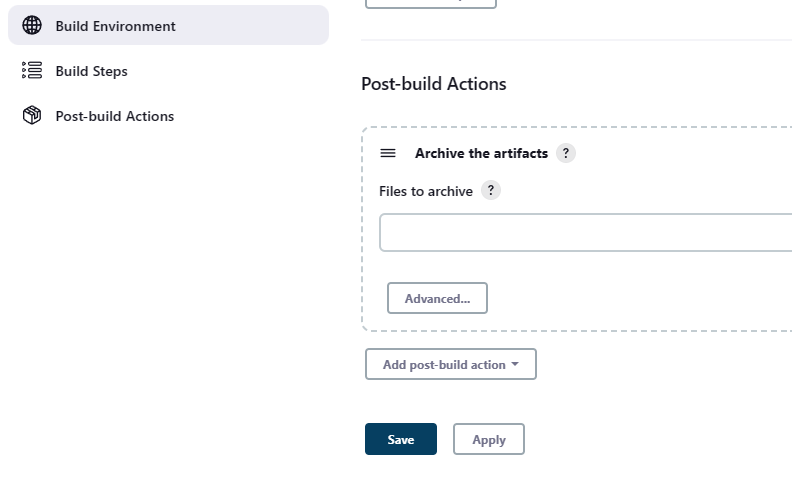 Build Environment
Build Steps
Post-build Actions
Post-build Actions
Archive the artifacts ?
Files to archive ?
Advanced...
Add post-build action
Save
Apply